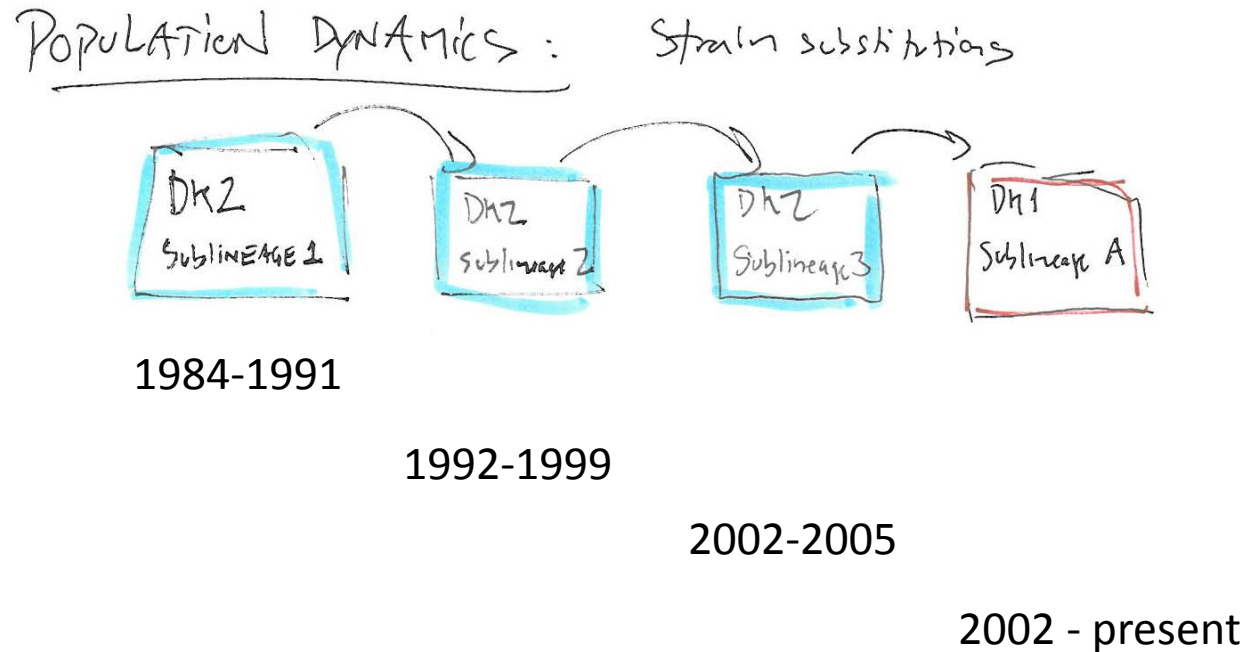 POPULATION DYNAMICS: Strain substitutions
DK2
SUBLINEAGE 1
DK2
sublineage 2
DK2
Sublineage 3
DK1
Sublineage A
1984-1991
1992-1999
2002-2005
2002 - present